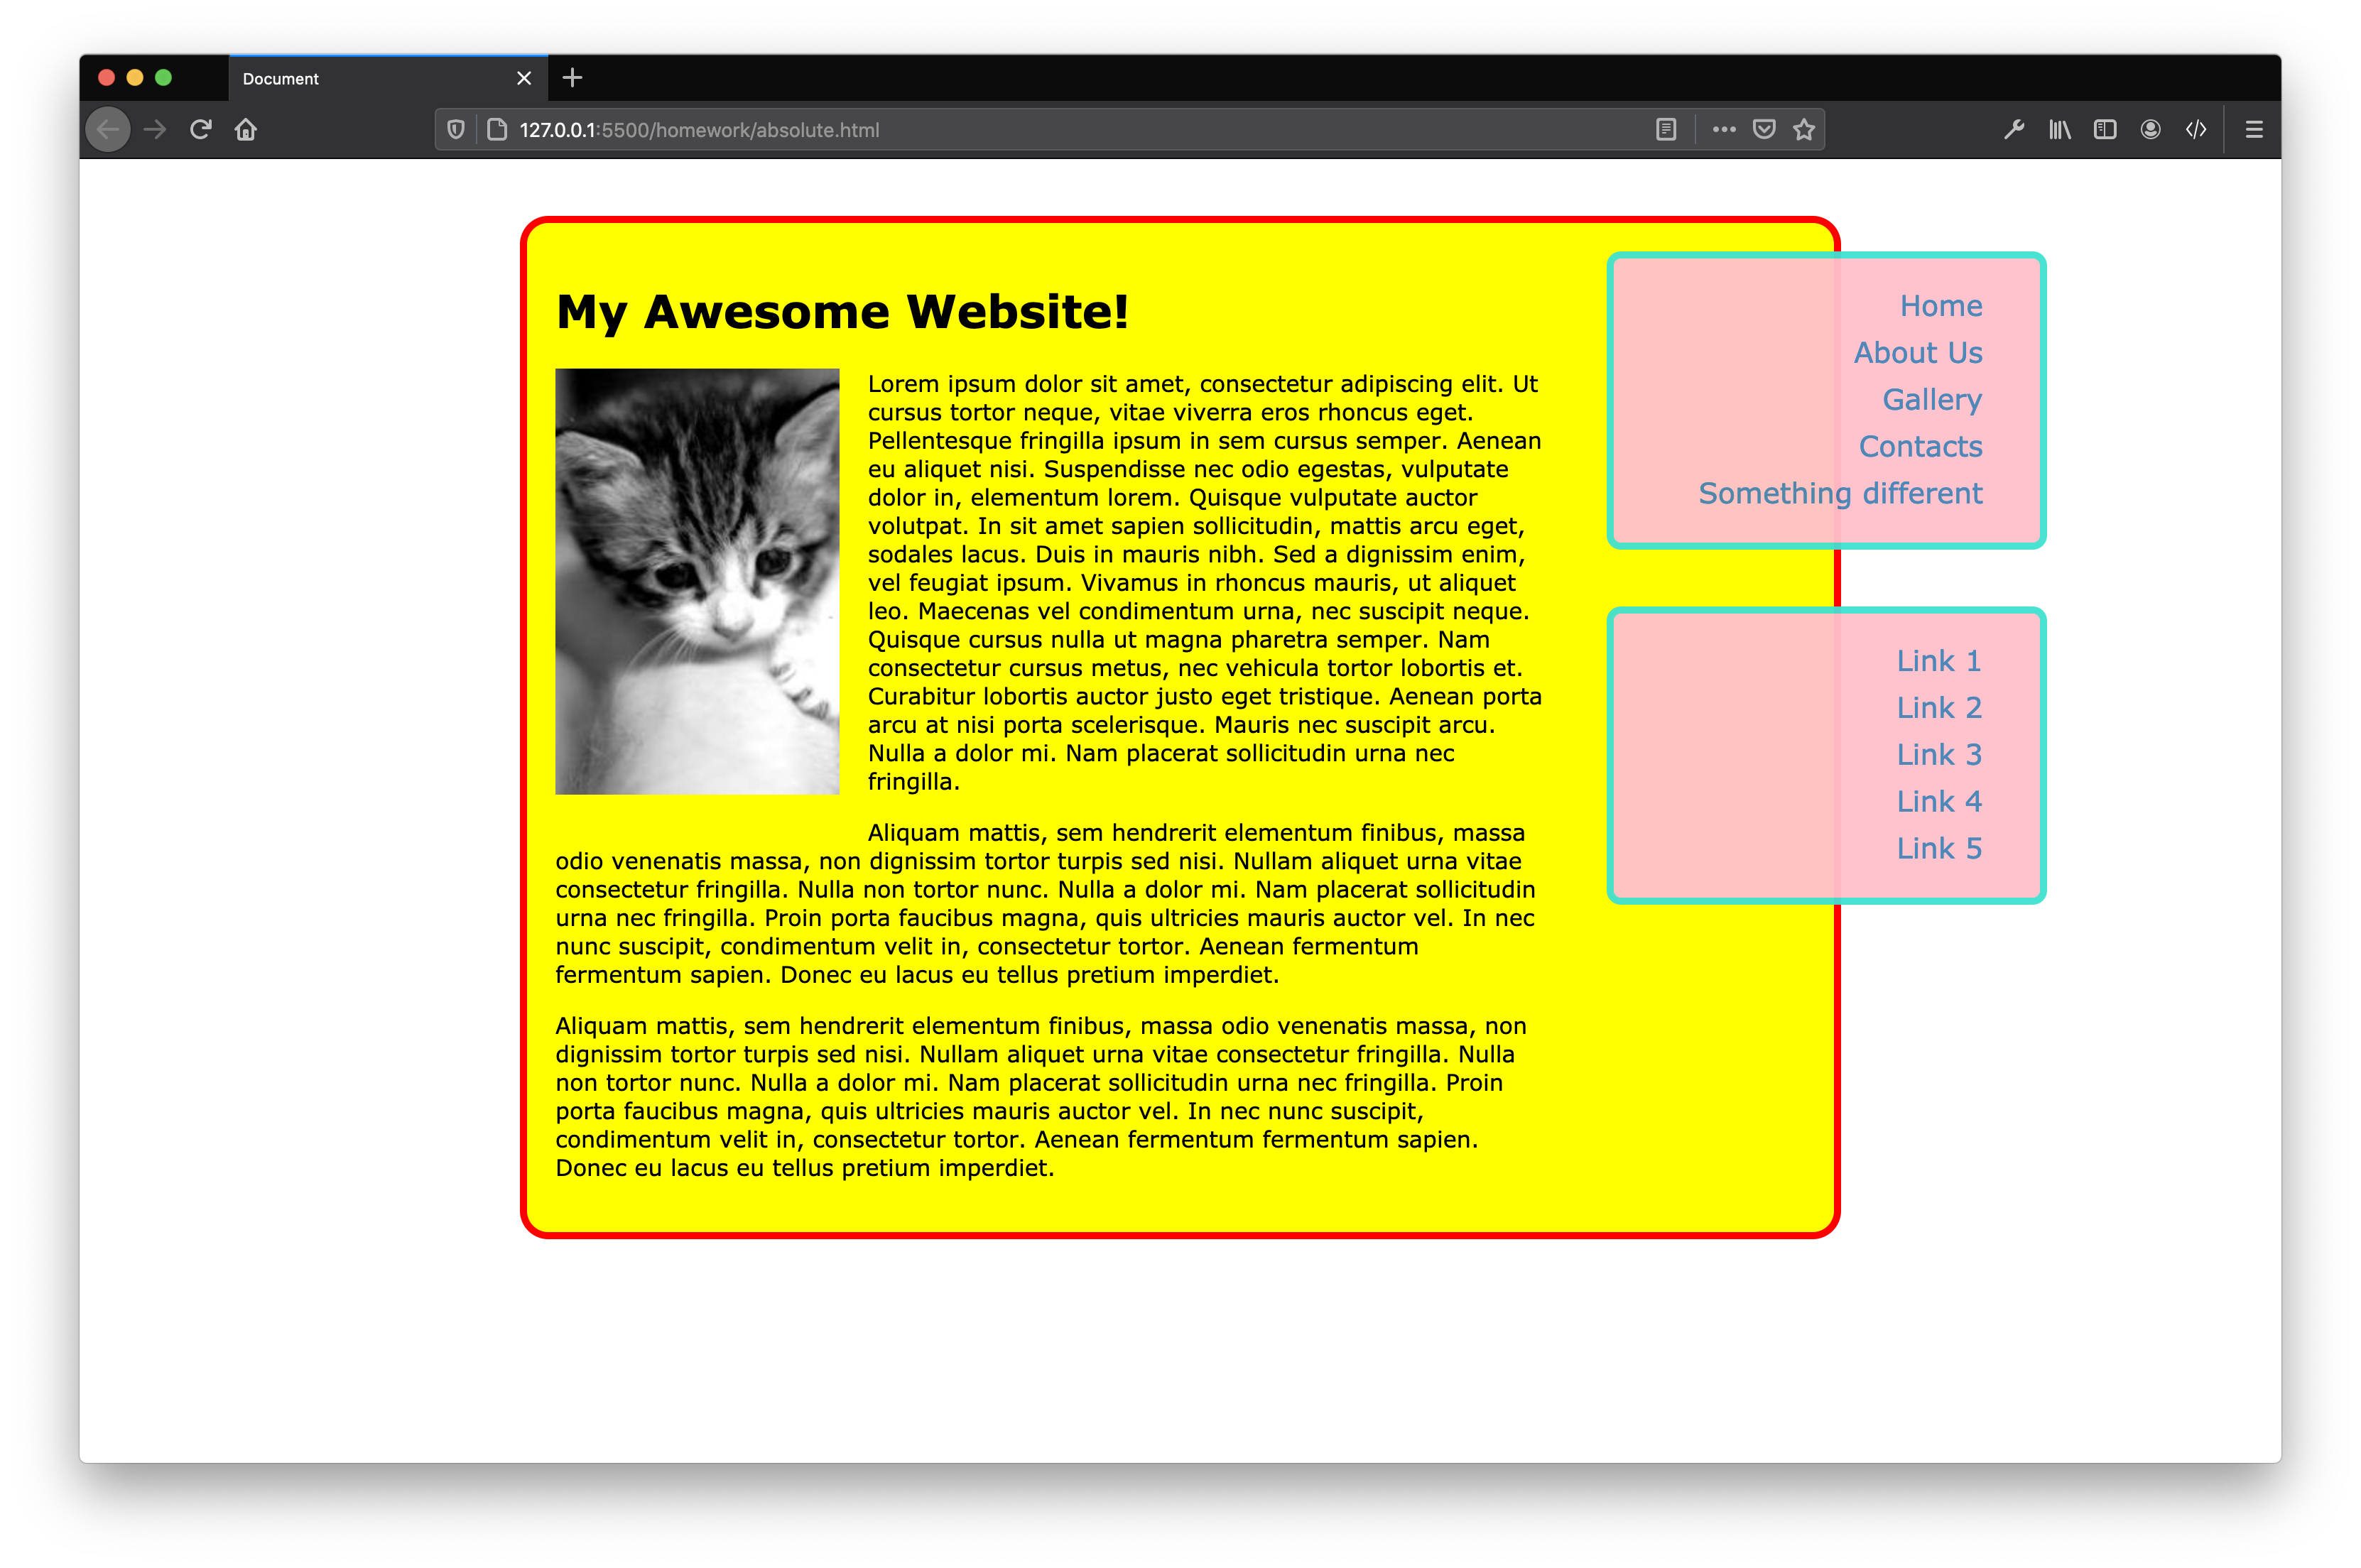 Document
127.0.0.1:5500/homework/absolute.html
My Awesome Website!
Lorem ipsum dolor sit amet, consectetur adipiscing elit. Ut
cursus tortor neque, vitae viverra eros rhoncus eget.
Pellentesque fringilla ipsum in sem cursus semper. Aenean
eu aliquet nisi. Suspendisse nec odio egestas, vulputate
dolor in, elementum lorem. Quisque vulputate auctor
volutpat. In sit amet sapien sollicitudin, mattis arcu eget,
sodales lacus. Duis in mauris nibh. Sed a dignissim enim,
vel feugiat ipsum. Vivamus in rhoncus mauris, ut aliquet
leo. Maecenas vel condimentum urna, nec suscipit neque.
Quisque cursus nulla ut magna pharetra semper. Nam
consectetur cursus metus, nec vehicula tortor lobortis et.
Curabitur lobortis auctor justo eget tristique. Aenean porta
arcu at nisi porta scelerisque. Mauris nec suscipit arcu.
Nulla a dolor mi. Nam placerat sollicitudin urna nec
fringilla.
Aliquam mattis, sem hendrerit elementum finibus, massa
odio venenatis massa, non dignissim tortor turpis sed nisi. Nullam aliquet urna vitae
consectetur fringilla. Nulla non tortor nunc. Nulla a dolor mi. Nam placerat sollicitudin
urna nec fringilla. Proin porta faucibus magna, quis ultricies mauris auctor vel. In nec
nunc suscipit, condimentum velit in, consectetur tortor. Aenean fermentum
fermentum sapien. Donec eu lacus eu tellus pretium imperdiet.
Aliquam mattis, sem hendrerit elementum finibus, massa odio venenatis massa, non
dignissim tortor turpis sed nisi. Nullam aliquet urna vitae consectetur fringilla. Nulla
non tortor nunc. Nulla a dolor mi. Nam placerat sollicitudin urna nec fringilla. Proin
porta faucibus magna, quis ultricies mauris auctor vel. In nec nunc suscipit,
condimentum velit in, consectetur tortor. Aenean fermentum fermentum sapien.
Donec eu lacus eu tellus pretium imperdiet.
Home
About Us
Gallery
Contacts
Something different
Link 1
Link 2
Link 3
Link 4
Link 5